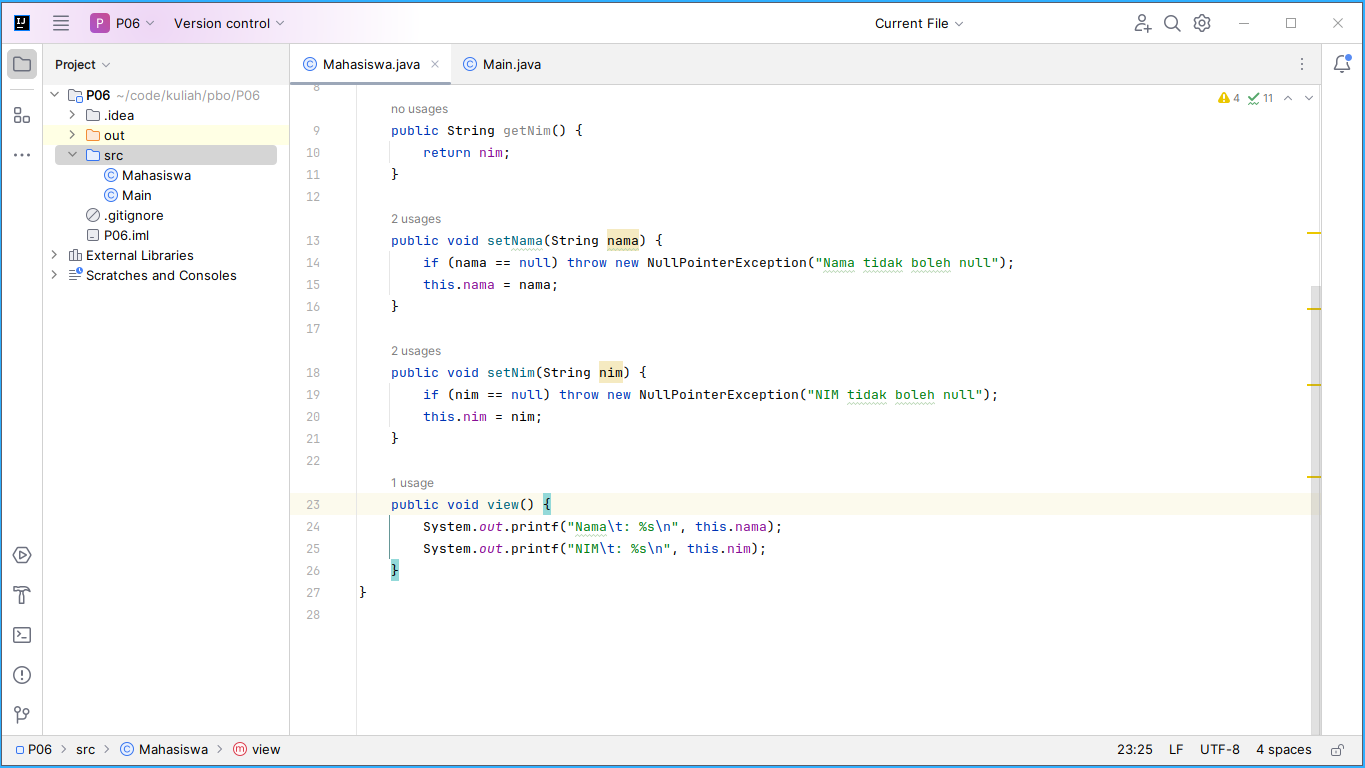 P P06 Version control Current File
Project
Mahasiswa.java Main.java
P06 ~/code/kuliah/pbo/P06
.idea
out
src
Mahasiswa
Main
.gitignore
P06.iml
External Libraries
Scratches and Consoles
4 11
8
no usages
9 public String getNim() {
10 return nim;
11 }
12
2 usages
13 public void setNama(String nama) {
14 if (nama == null) throw new NullPointerException("Nama tidak boleh null");
15 this.nama = nama;
16 }
17
2 usages
18 public void setNim(String nim) {
19 if (nim == null) throw new NullPointerException("NIM tidak boleh null");
20 this.nim = nim;
21 }
22
1 usage
23 public void view() {
24 System.out.printf("Nama\t: %s\n", this.nama);
25 System.out.printf("NIM\t: %s\n", this.nim);
26 }
27 }
28
P06 src Mahasiswa view 23:25 LF UTF-8 4 spaces